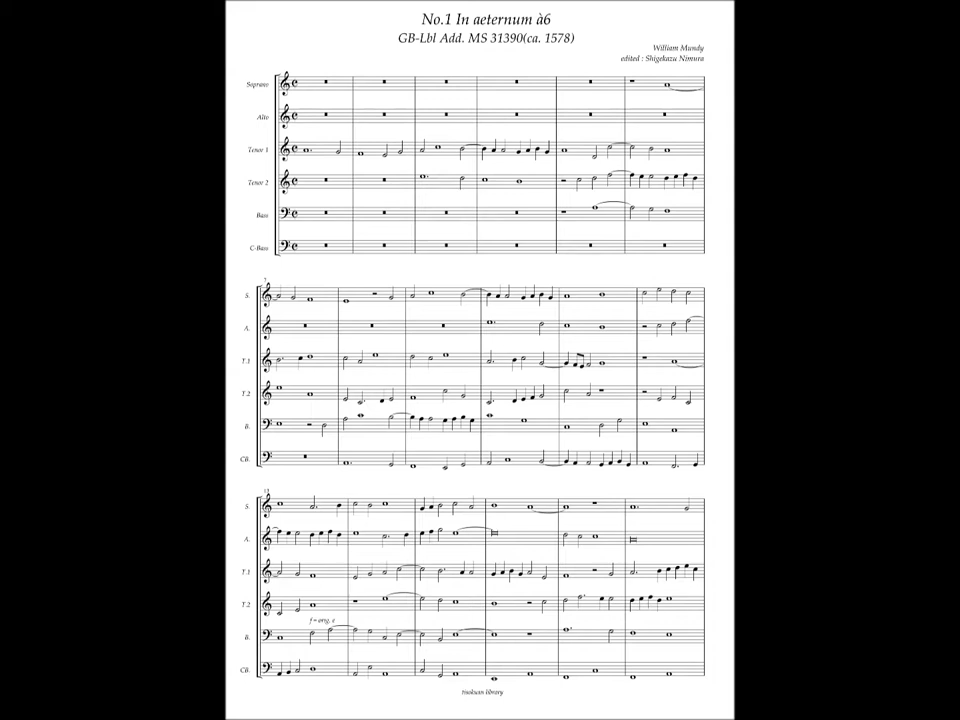 No.1 In aeternum à6
GB-Lbl Add. MS 31390(ca. 1578)
William Mundy
edited : Shigekazu Nimura
Soprano
Alto
Tenor 1
Tenor 2
Bass
C-Bass
7
S.
A.
T.1
T.2
B.
CB.
13
S.
A.
T.1
T.2
f = orig. e
B.
CB.
tnokuan library